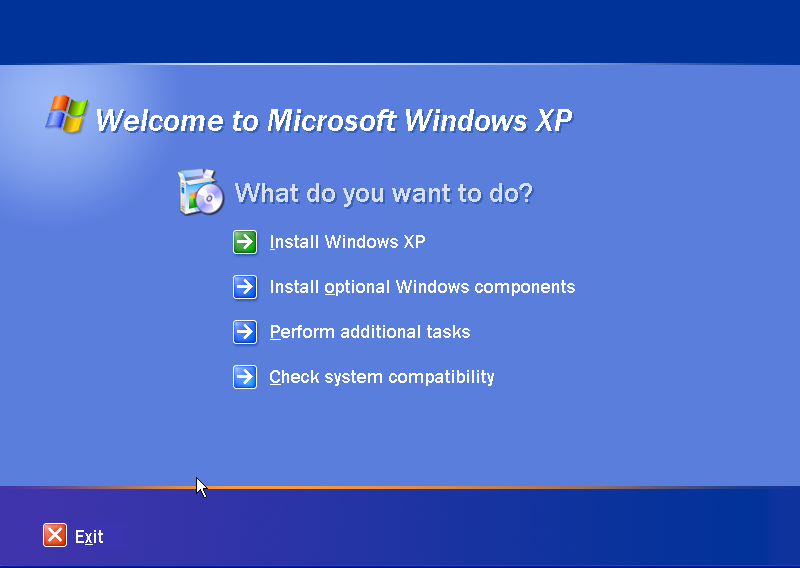 Welcome to Microsoft Windows XP
What do you want to do?
Install Windows XP
Install optional Windows components
Perform additional tasks
Check system compatibility
Exit